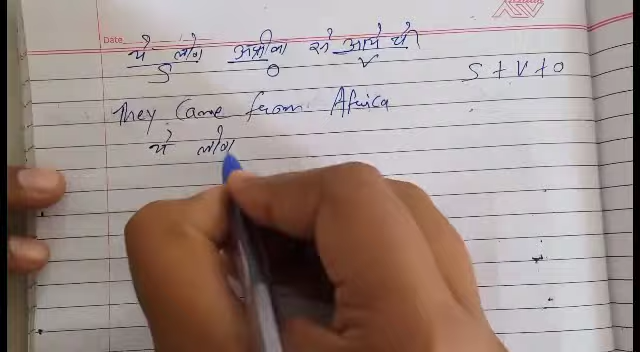 Date
ये लोग अफ्रीका से आये थे।
S O V
S + V + O
They Came from Africa
ये लोग